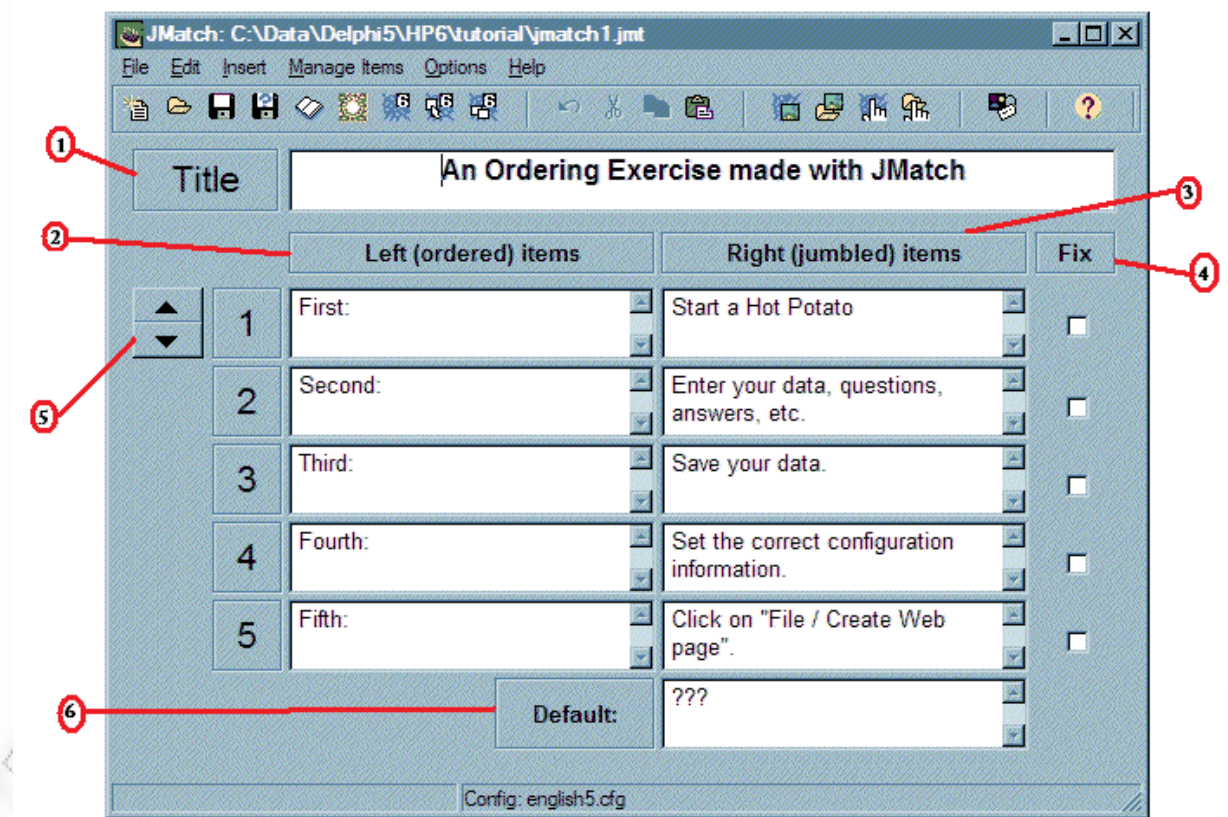 JMatch: C:\Data\Delphi5\HP6\tutorial\jmatch1.jmt
File Edit Insert Manage Items Options Help
6 6 6 ?
1
Title
An Ordering Exercise made with JMatch
3
2
Left (ordered) items
Right (jumbled) items
Fix
4
1
First:
Start a Hot Potato
5
2
Second:
Enter your data, questions,
answers, etc.
3
Third:
Save your data.
4
Fourth:
Set the correct configuration
information.
5
Fifth:
Click on "File / Create Web
page".
6
Default:
???
Config: english5.cfg